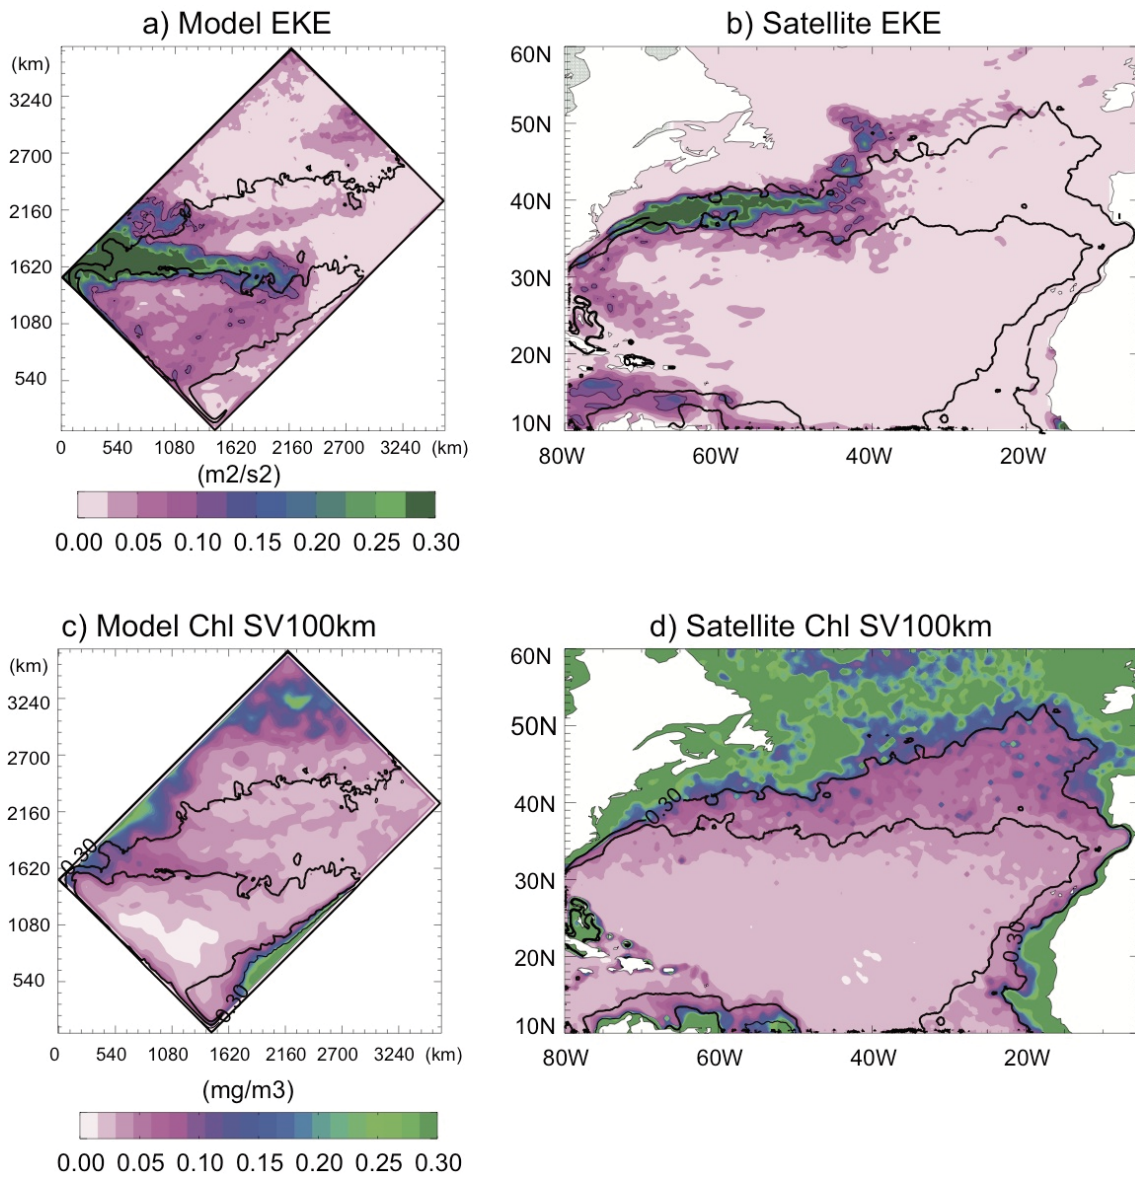 a) Model EKE
(km)
3240
2700
2160
1620
1080
540
0 540 1080 1620 2160 2700 3240 (km)
(m2/s2)
0.00 0.05 0.10 0.15 0.20 0.25 0.30
b) Satellite EKE
60N
50N
40N
30N
20N
10N
80W 60W 40W 20W
c) Model Chl SV100km
(km)
3240
2700
2160
1620
1080
540
0.30
0.30
0 540 1080 1620 2160 2700 3240 (km)
(mg/m3)
0.00 0.05 0.10 0.15 0.20 0.25 0.30
d) Satellite Chl SV100km
60N
50N
40N
30N
20N
10N
0.30
0.30
80W 60W 40W 20W